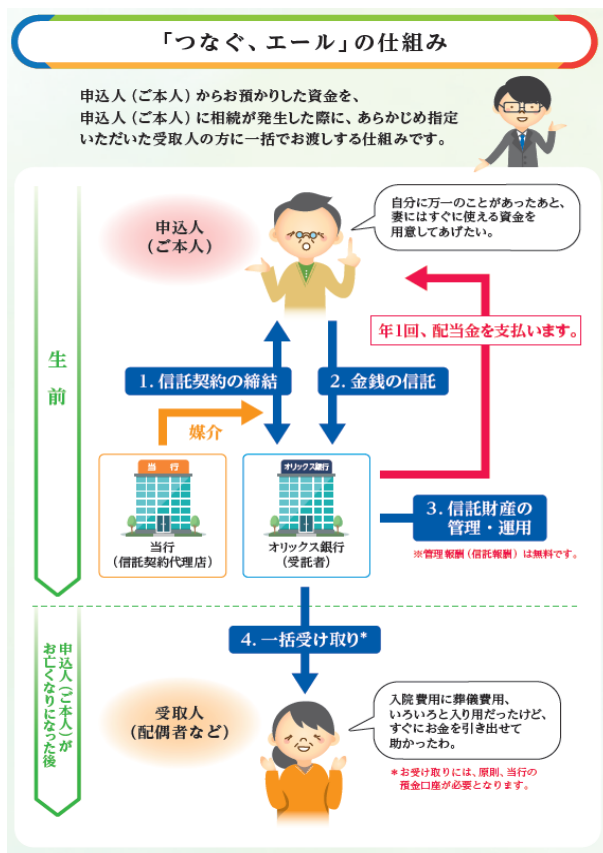 「つなぐ、エール」の仕組み
申込人（ご本人）からお預かりした資金を、
申込人（ご本人）に相続が発生した際に、あらかじめ指定
いただいた受取人の方に一括でお渡しする仕組みです。
生前
申込人
（ご本人）
自分に万一のことがあったあと、
妻にはすぐに使える資金を
用意してあげたい。
年1回、配当金を支払います。
1. 信託契約の締結
2. 金銭の信託
媒介
当行
オリックス銀行
当行
（信託契約代理店）
オリックス銀行
（受託者）
3. 信託財産の
管理・運用
※管理報酬（信託報酬）は無料です。
4. 一括受け取り*
申込人（ご本人）が
お亡くなりになった後
受取人
（配偶者など）
入院費用に葬儀費用、
いろいろと入り用だったけど、
すぐにお金を引き出せて
助かったわ。
*お受け取りには、原則、当行の
預金口座が必要となります。